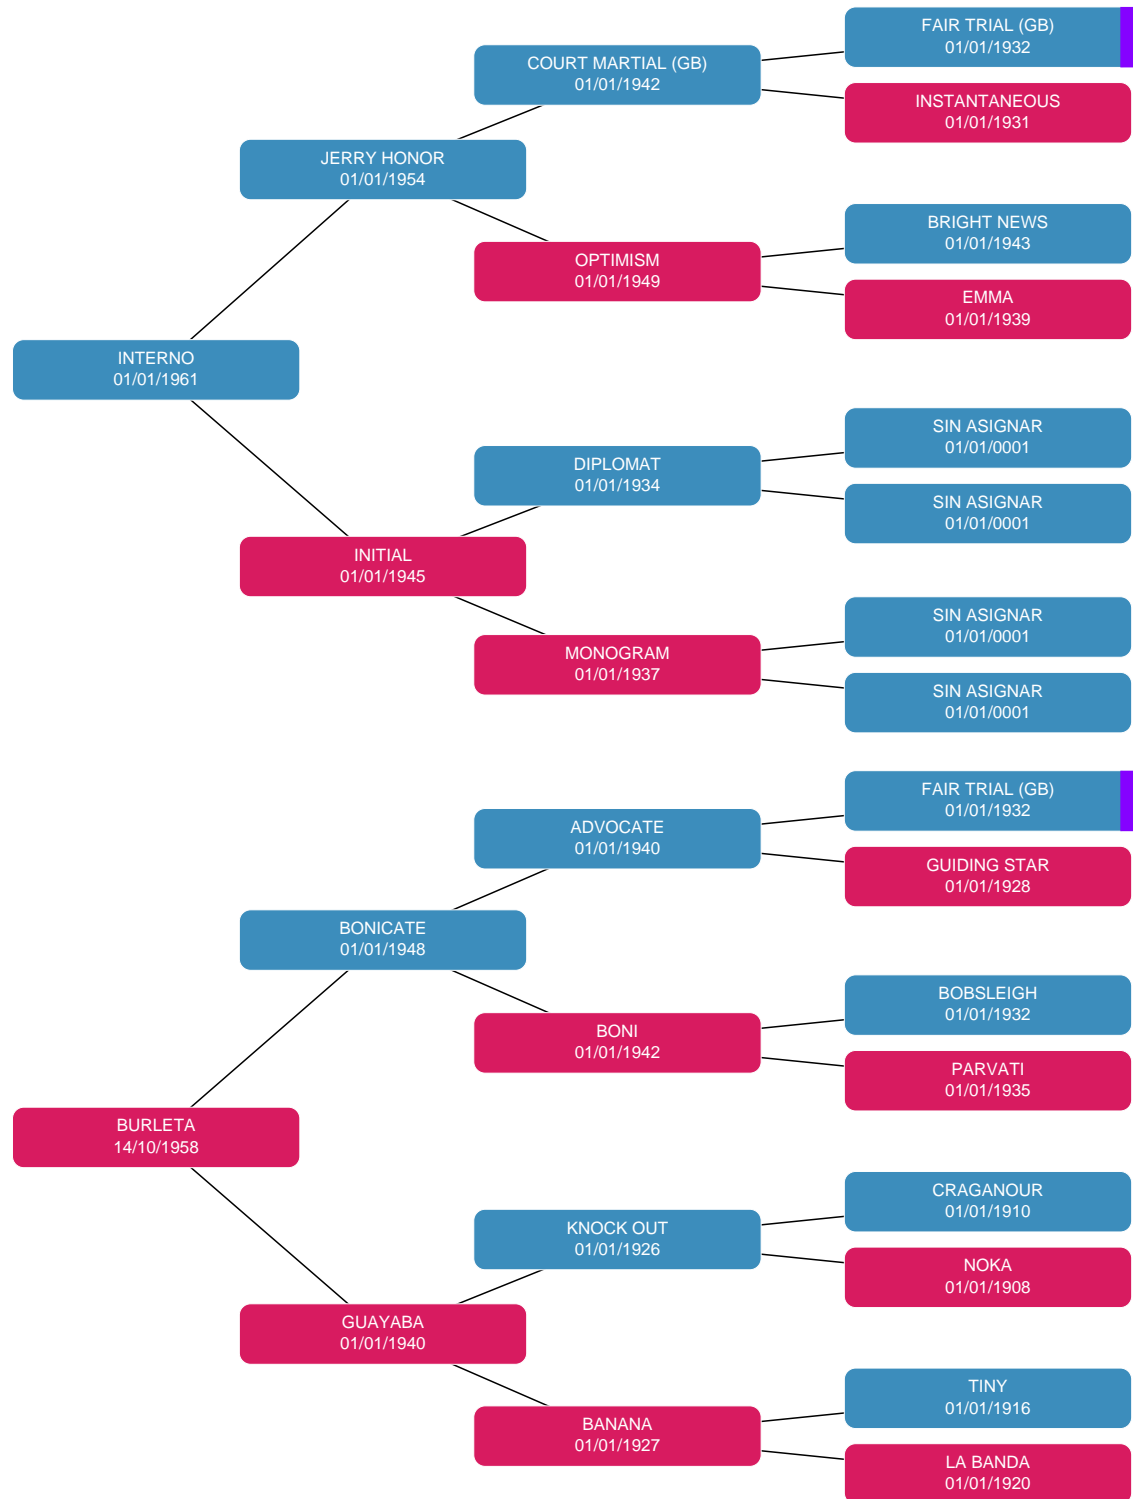 FAIR TRIAL (GB)
01/01/1932
COURT MARTIAL (GB)
01/01/1942
INSTANTANEOUS
01/01/1931
JERRY HONOR
01/01/1954
BRIGHT NEWS
01/01/1943
OPTIMISM
01/01/1949
EMMA
01/01/1939
INTERNO
01/01/1961
SIN ASIGNAR
01/01/0001
DIPLOMAT
01/01/1934
SIN ASIGNAR
01/01/0001
INITIAL
01/01/1945
SIN ASIGNAR
01/01/0001
MONOGRAM
01/01/1937
SIN ASIGNAR
01/01/0001
FAIR TRIAL (GB)
01/01/1932
ADVOCATE
01/01/1940
GUIDING STAR
01/01/1928
BONICATE
01/01/1948
BOBSLEIGH
01/01/1932
BONI
01/01/1942
PARVATI
01/01/1935
BURLETA
14/10/1958
CRAGANOUR
01/01/1910
KNOCK OUT
01/01/1926
NOKA
01/01/1908
GUAYABA
01/01/1940
TINY
01/01/1916
BANANA
01/01/1927
LA BANDA
01/01/1920